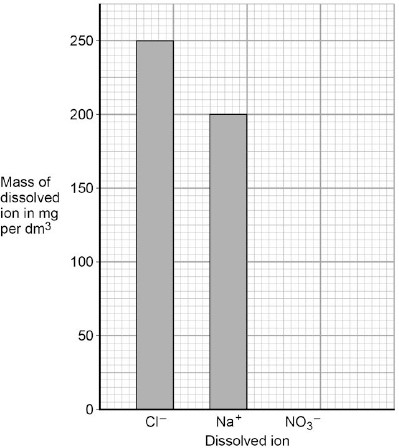 250
200
150
100
50
0
Mass of
dissolved
ion in mg
per dm³
Cl⁻
Na⁺
NO₃⁻
Dissolved ion